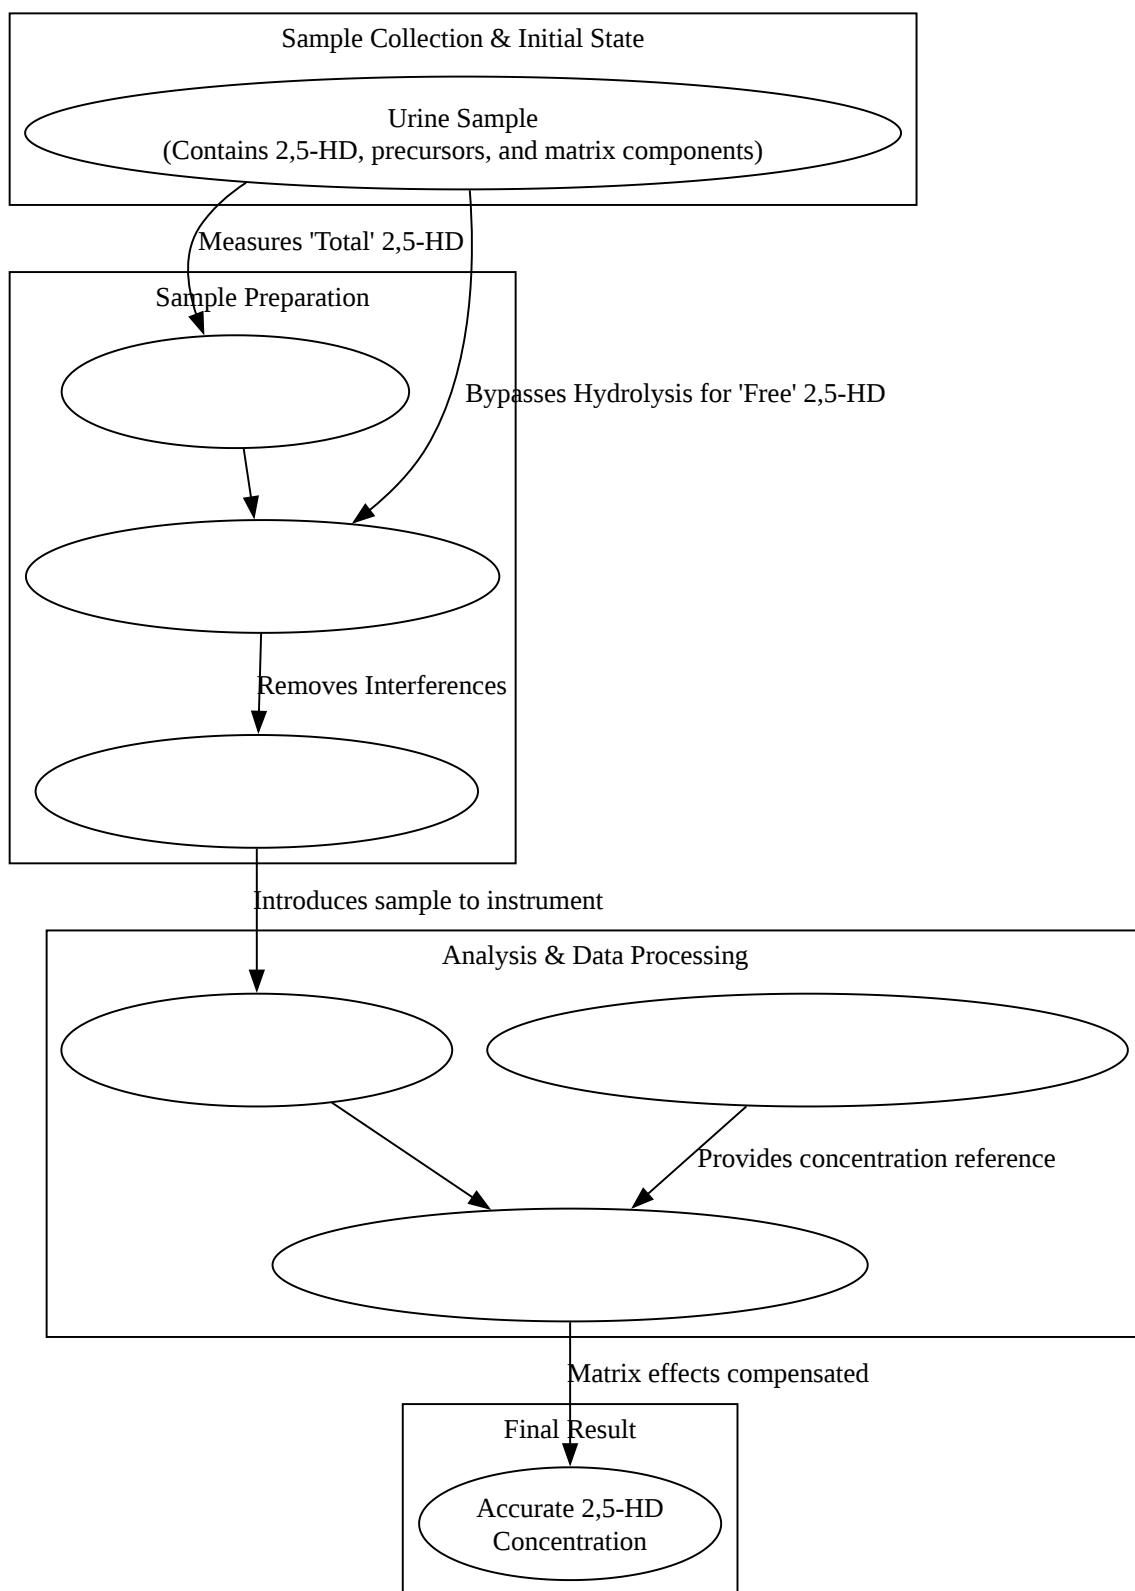 Sample Collection & Initial State
Urine Sample
(Contains 2,5-HD, precursors, and matrix components)
Measures 'Total' 2,5-HD
Sample Preparation
Bypasses Hydrolysis for 'Free' 2,5-HD
Removes Interferences
Introduces sample to instrument
Analysis & Data Processing
Provides concentration reference
Matrix effects compensated
Final Result
Accurate 2,5-HD
Concentration